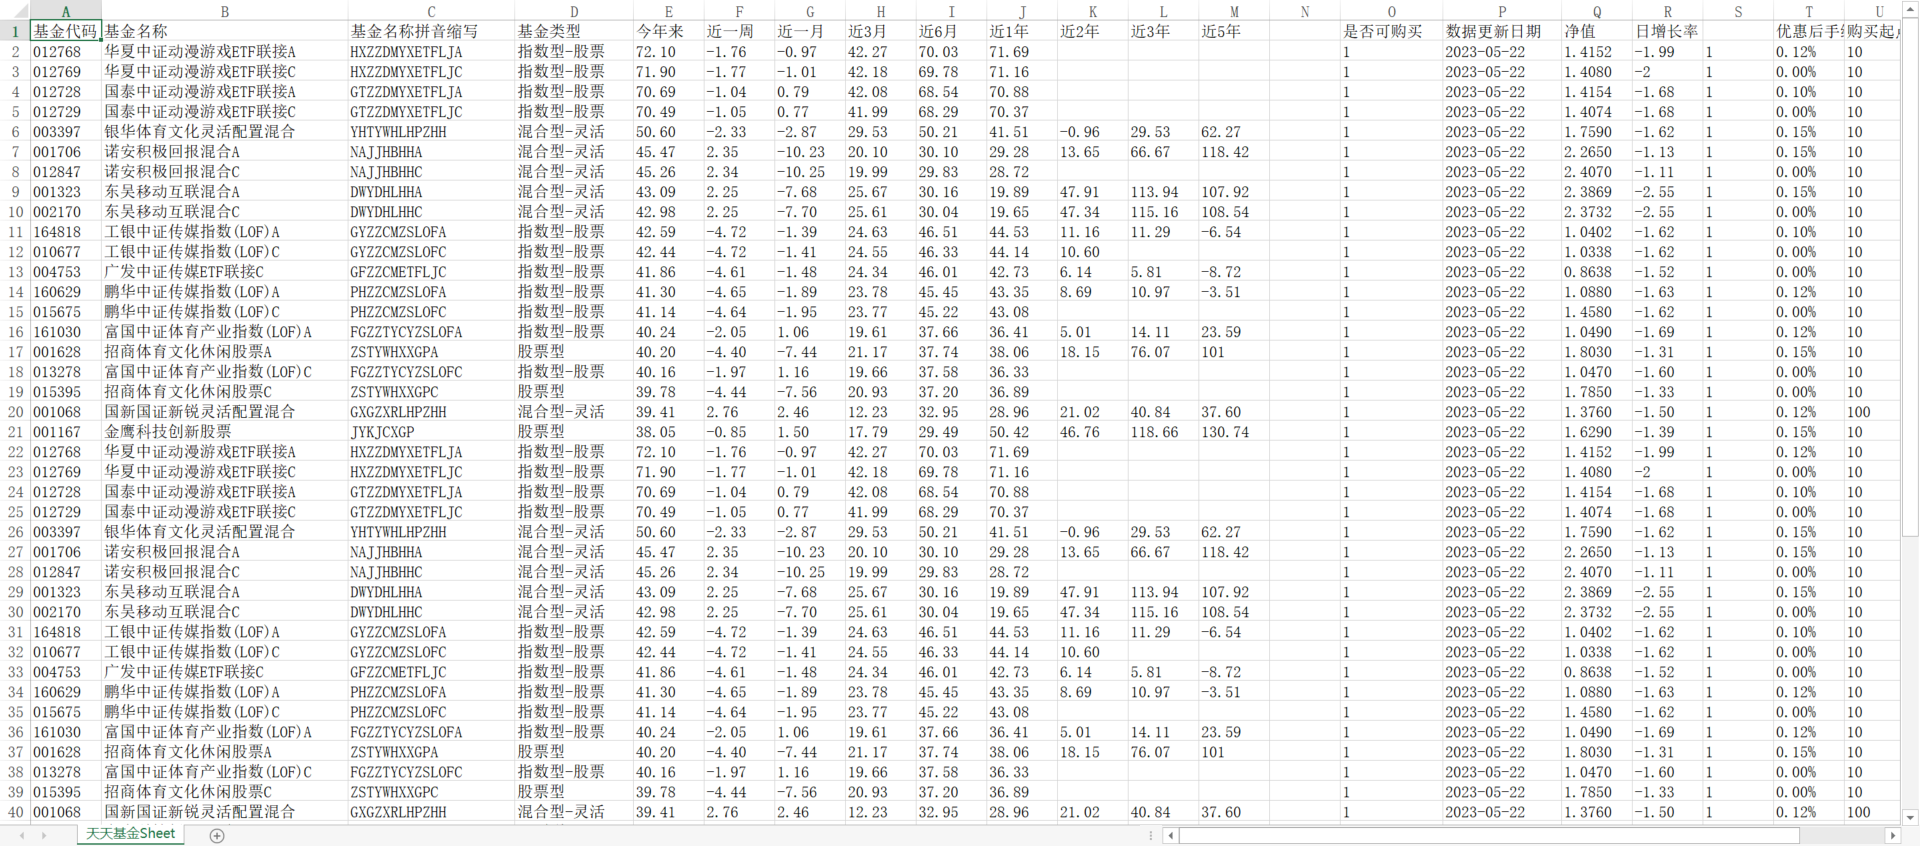 A B C D E F G H I J K L M N O P Q R S T U
1 基金代码 基金名称 基金名称拼音缩写 基金类型 今年来 近一周 近一月 近3月 近6月 近1年 近2年 近3年 近5年 是否可购买 数据更新日期 净值 日增长率 优惠后手 购买起
2 012768 华夏中证动漫游戏ETF联接A HXZZDMYXETFLJA 指数型-股票 72.10 -1.76 -0.97 42.27 70.03 71.69 1 2023-05-22 1.4152 -1.99 1 0.12% 10
3 012769 华夏中证动漫游戏ETF联接C HXZZDMYXETFLJC 指数型-股票 71.90 -1.77 -1.01 42.18 69.78 71.16 1 2023-05-22 1.4080 -2 1 0.00% 10
4 012728 国泰中证动漫游戏ETF联接A GTZZDMYXETFLJA 指数型-股票 70.69 -1.04 0.79 42.08 68.54 70.88 1 2023-05-22 1.4154 -1.68 1 0.10% 10
5 012729 国泰中证动漫游戏ETF联接C GTZZDMYXETFLJC 指数型-股票 70.49 -1.05 0.77 41.99 68.29 70.37 1 2023-05-22 1.4074 -1.68 1 0.00% 10
6 003397 银华体育文化灵活配置混合 YHTYWHLHPZHH 混合型-灵活 50.60 -2.33 -2.87 29.53 50.21 41.51 -0.96 29.53 62.27 1 2023-05-22 1.7590 -1.62 1 0.15% 10
7 001706 诺安积极回报混合A NAJJHBHHA 混合型-灵活 45.47 2.35 -10.23 20.10 30.10 29.28 13.65 66.67 118.42 1 2023-05-22 2.2650 -1.13 1 0.15% 10
8 012847 诺安积极回报混合C NAJJHBHHC 混合型-灵活 45.26 2.34 -10.25 19.99 29.83 28.72 1 2023-05-22 2.4070 -1.11 1 0.00% 10
9 001323 东吴移动互联混合A DWYDHLHHA 混合型-灵活 43.09 2.25 -7.68 25.67 30.16 19.89 47.91 113.94 107.92 1 2023-05-22 2.3869 -2.55 1 0.15% 10
10 002170 东吴移动互联混合C DWYDHLHHC 混合型-灵活 42.98 2.25 -7.70 25.61 30.04 19.65 47.34 115.16 108.54 1 2023-05-22 2.3732 -2.55 1 0.00% 10
11 164818 工银中证传媒指数(LOF)A GYZZCMZSLOFA 指数型-股票 42.59 -4.72 -1.39 24.63 46.51 44.53 11.16 11.29 -6.54 1 2023-05-22 1.0402 -1.62 1 0.10% 10
12 010677 工银中证传媒指数(LOF)C GYZZCMZSLOFC 指数型-股票 42.44 -4.72 -1.41 24.55 46.33 44.14 10.60 1 2023-05-22 1.0338 -1.62 1 0.00% 10
13 004753 广发中证传媒ETF联接C GFZZCMETFLJC 指数型-股票 41.86 -4.61 -1.48 24.34 46.01 42.73 6.14 5.81 -8.72 1 2023-05-22 0.8638 -1.52 1 0.00% 10
14 160629 鹏华中证传媒指数(LOF)A PHZZCMZSLOFA 指数型-股票 41.30 -4.65 -1.89 23.78 45.45 43.35 8.69 10.97 -3.51 1 2023-05-22 1.0880 -1.63 1 0.12% 10
15 015675 鹏华中证传媒指数(LOF)C PHZZCMZSLOFC 指数型-股票 41.14 -4.64 -1.95 23.77 45.22 43.08 1 2023-05-22 1.4580 -1.62 1 0.00% 10
16 161030 富国中证体育产业指数(LOF)A FGZZTYCYZSLOFA 指数型-股票 40.24 -2.05 1.06 19.61 37.66 36.41 5.01 14.11 23.59 1 2023-05-22 1.0490 -1.69 1 0.12% 10
17 001628 招商体育文化休闲股票A ZSTYWHXXGPA 股票型 40.20 -4.40 -7.44 21.17 37.74 38.06 18.15 76.07 101 1 2023-05-22 1.8030 -1.31 1 0.15% 10
18 013278 富国中证体育产业指数(LOF)C FGZZTYCYZSLOFC 指数型-股票 40.16 -1.97 1.16 19.66 37.58 36.33 1 2023-05-22 1.0470 -1.60 1 0.00% 10
19 015395 招商体育文化休闲股票C ZSTYWHXXGPC 股票型 39.78 -4.44 -7.56 20.93 37.20 36.89 1 2023-05-22 1.7850 -1.33 1 0.00% 10
20 001068 国新国证新锐灵活配置混合 GXGZXRLHPZHH 混合型-灵活 39.41 2.76 2.46 12.23 32.95 28.96 21.02 40.84 37.60 1 2023-05-22 1.3760 -1.50 1 0.12% 100
21 001167 金鹰科技创新股票 JYKJCXGP 股票型 38.05 -0.85 1.50 17.79 29.49 50.42 46.76 118.66 130.74 1 2023-05-22 1.6290 -1.39 1 0.15% 10
22 012768 华夏中证动漫游戏ETF联接A HXZZDMYXETFLJA 指数型-股票 72.10 -1.76 -0.97 42.27 70.03 71.69 1 2023-05-22 1.4152 -1.99 1 0.12% 10
23 012769 华夏中证动漫游戏ETF联接C HXZZDMYXETFLJC 指数型-股票 71.90 -1.77 -1.01 42.18 69.78 71.16 1 2023-05-22 1.4080 -2 1 0.00% 10
24 012728 国泰中证动漫游戏ETF联接A GTZZDMYXETFLJA 指数型-股票 70.69 -1.04 0.79 42.08 68.54 70.88 1 2023-05-22 1.4154 -1.68 1 0.10% 10
25 012729 国泰中证动漫游戏ETF联接C GTZZDMYXETFLJC 指数型-股票 70.49 -1.05 0.77 41.99 68.29 70.37 1 2023-05-22 1.4074 -1.68 1 0.00% 10
26 003397 银华体育文化灵活配置混合 YHTYWHLHPZHH 混合型-灵活 50.60 -2.33 -2.87 29.53 50.21 41.51 -0.96 29.53 62.27 1 2023-05-22 1.7590 -1.62 1 0.15% 10
27 001706 诺安积极回报混合A NAJJHBHHA 混合型-灵活 45.47 2.35 -10.23 20.10 30.10 29.28 13.65 66.67 118.42 1 2023-05-22 2.2650 -1.13 1 0.15% 10
28 012847 诺安积极回报混合C NAJJHBHHC 混合型-灵活 45.26 2.34 -10.25 19.99 29.83 28.72 1 2023-05-22 2.4070 -1.11 1 0.00% 10
29 001323 东吴移动互联混合A DWYDHLHHA 混合型-灵活 43.09 2.25 -7.68 25.67 30.16 19.89 47.91 113.94 107.92 1 2023-05-22 2.3869 -2.55 1 0.15% 10
30 002170 东吴移动互联混合C DWYDHLHHC 混合型-灵活 42.98 2.25 -7.70 25.61 30.04 19.65 47.34 115.16 108.54 1 2023-05-22 2.3732 -2.55 1 0.00% 10
31 164818 工银中证传媒指数(LOF)A GYZZCMZSLOFA 指数型-股票 42.59 -4.72 -1.39 24.63 46.51 44.53 11.16 11.29 -6.54 1 2023-05-22 1.0402 -1.62 1 0.10% 10
32 010677 工银中证传媒指数(LOF)C GYZZCMZSLOFC 指数型-股票 42.44 -4.72 -1.41 24.55 46.33 44.14 10.60 1 2023-05-22 1.0338 -1.62 1 0.00% 10
33 004753 广发中证传媒ETF联接C GFZZCMETFLJC 指数型-股票 41.86 -4.61 -1.48 24.34 46.01 42.73 6.14 5.81 -8.72 1 2023-05-22 0.8638 -1.52 1 0.00% 10
34 160629 鹏华中证传媒指数(LOF)A PHZZCMZSLOFA 指数型-股票 41.30 -4.65 -1.89 23.78 45.45 43.35 8.69 10.97 -3.51 1 2023-05-22 1.0880 -1.63 1 0.12% 10
35 015675 鹏华中证传媒指数(LOF)C PHZZCMZSLOFC 指数型-股票 41.14 -4.64 -1.95 23.77 45.22 43.08 1 2023-05-22 1.4580 -1.62 1 0.00% 10
36 161030 富国中证体育产业指数(LOF)A FGZZTYCYZSLOFA 指数型-股票 40.24 -2.05 1.06 19.61 37.66 36.41 5.01 14.11 23.59 1 2023-05-22 1.0490 -1.69 1 0.12% 10
37 001628 招商体育文化休闲股票A ZSTYWHXXGPA 股票型 40.20 -4.40 -7.44 21.17 37.74 38.06 18.15 76.07 101 1 2023-05-22 1.8030 -1.31 1 0.15% 10
38 013278 富国中证体育产业指数(LOF)C FGZZTYCYZSLOFC 指数型-股票 40.16 -1.97 1.16 19.66 37.58 36.33 1 2023-05-22 1.0470 -1.60 1 0.00% 10
39 015395 招商体育文化休闲股票C ZSTYWHXXGPC 股票型 39.78 -4.44 -7.56 20.93 37.20 36.89 1 2023-05-22 1.7850 -1.33 1 0.00% 10
40 001068 国新国证新锐灵活配置混合 GXGZXRLHPZHH 混合型-灵活 39.41 2.76 2.46 12.23 32.95 28.96 21.02 40.84 37.60 1 2023-05-22 1.3760 -1.50 1 0.12% 100
天天基金Sheet